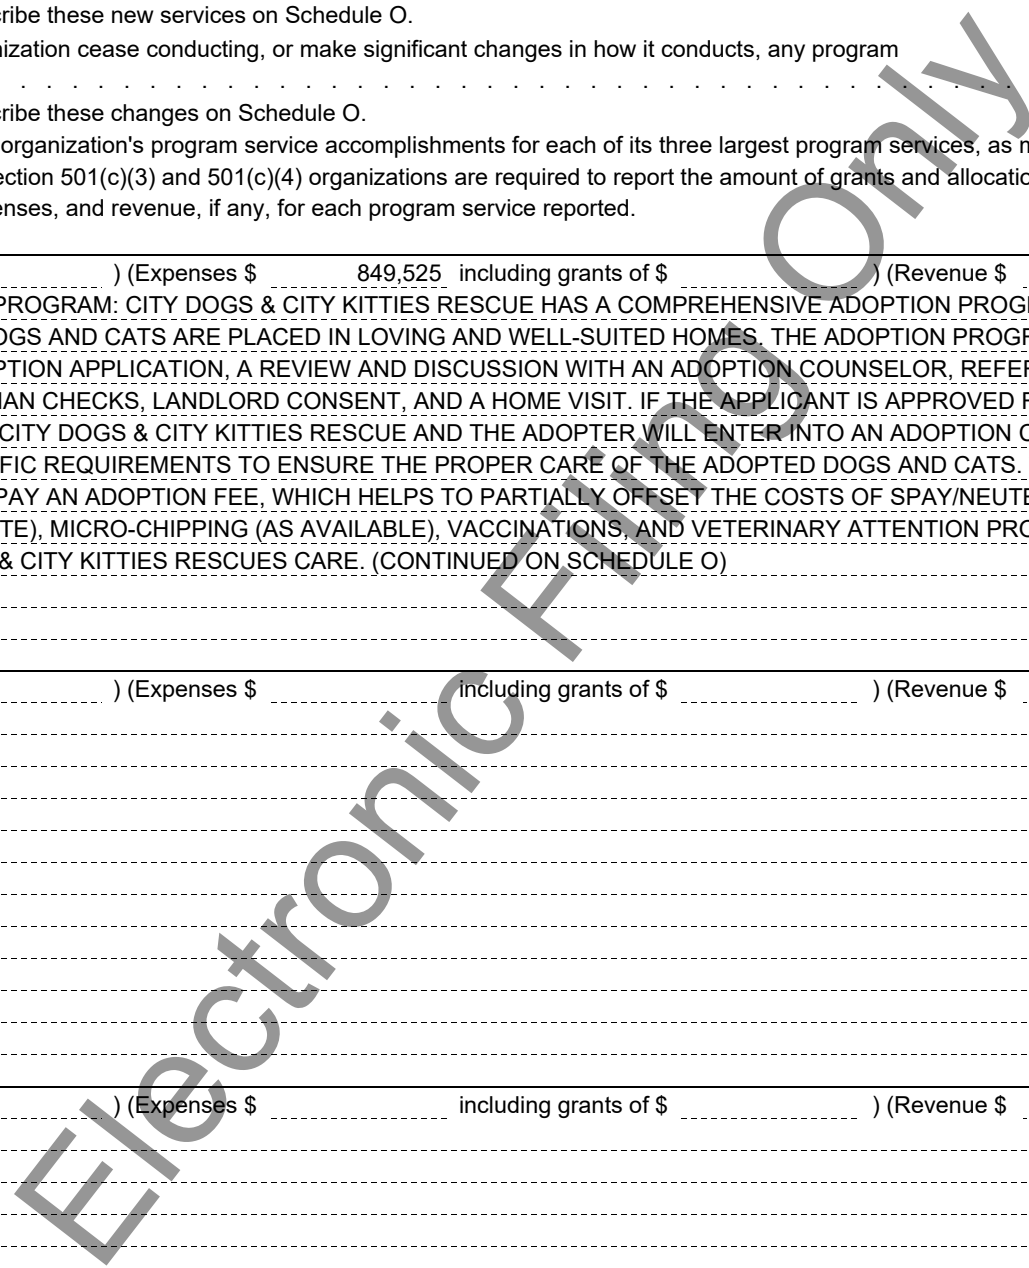 ribe these new services on Schedule O.
nization cease conducting, or make significant changes in how it conducts, any program
. . . . . . . . . . . . . . . . . . . . . . . . . . . . . . . . . . . . . . .
ribe these changes on Schedule O.
organization's program service accomplishments for each of its three largest program services, as m
ection 501(c)(3) and 501(c)(4) organizations are required to report the amount of grants and allocatio
enses, and revenue, if any, for each program service reported.
) (Expenses $ 849,525 including grants of $ ) (Revenue $
PROGRAM: CITY DOGS & CITY KITTIES RESCUE HAS A COMPREHENSIVE ADOPTION PROG
OGS AND CATS ARE PLACED IN LOVING AND WELL-SUITED HOMES. THE ADOPTION PROGR
PTION APPLICATION, A REVIEW AND DISCUSSION WITH AN ADOPTION COUNSELOR, REFER
IAN CHECKS, LANDLORD CONSENT, AND A HOME VISIT. IF THE APPLICANT IS APPROVED F
CITY DOGS & CITY KITTIES RESCUE AND THE ADOPTER WILL ENTER INTO AN ADOPTION C
FIC REQUIREMENTS TO ENSURE THE PROPER CARE OF THE ADOPTED DOGS AND CATS.
PAY AN ADOPTION FEE, WHICH HELPS TO PARTIALLY OFFSET THE COSTS OF SPAY/NEUTE
TE), MICRO-CHIPPING (AS AVAILABLE), VACCINATIONS, AND VETERINARY ATTENTION PRO
& CITY KITTIES RESCUES CARE. (CONTINUED ON SCHEDULE O)
) (Expenses $ including grants of $ ) (Revenue $
) (Expenses $ including grants of $ ) (Revenue $
Electronic Filing Only